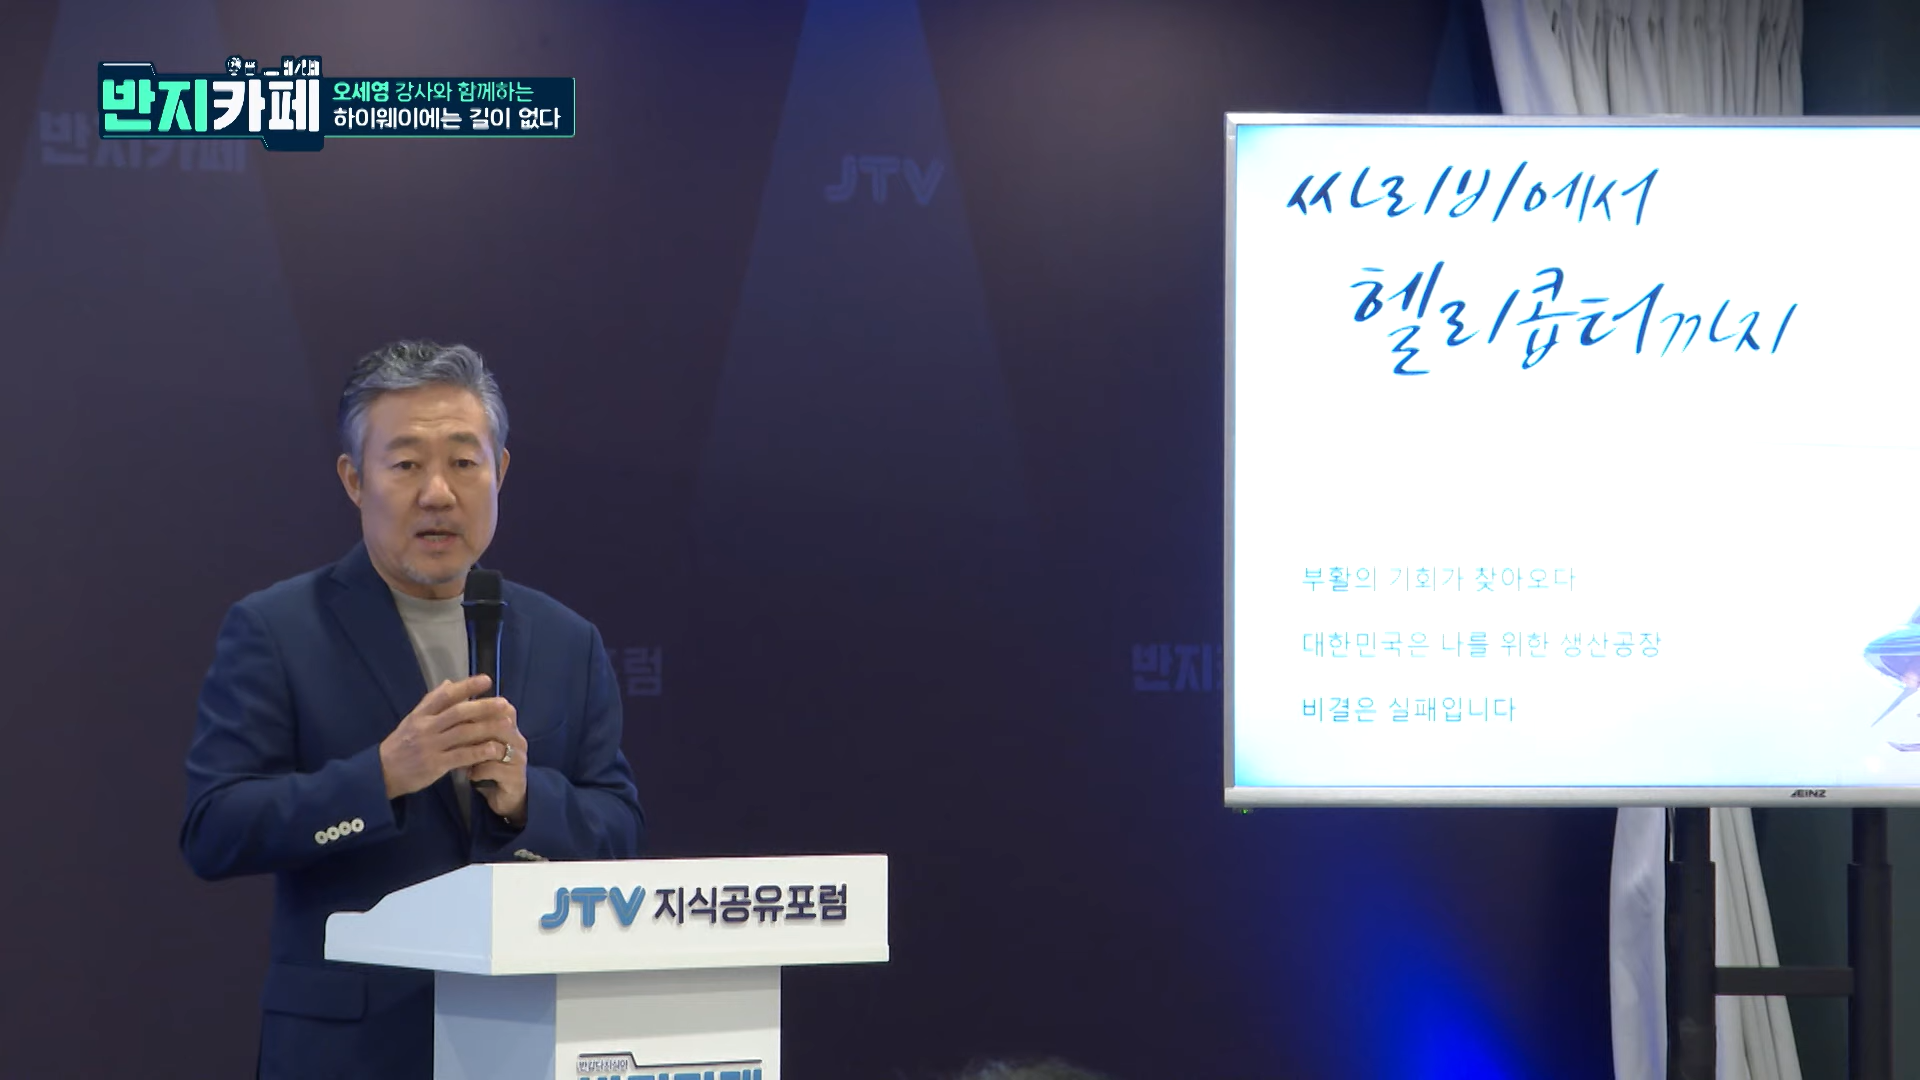 반지카페
오세영 강사와 함께하는
하이웨이에는 길이 없다
반지카페
JTV
씨리비에서
헬리콥터까지
부활의 기회가 찾아오다
대한민국은 나를 위한 생산공장
비결은 실패입니다
AEINZ
포럼
반지
JTV 지식공유포럼